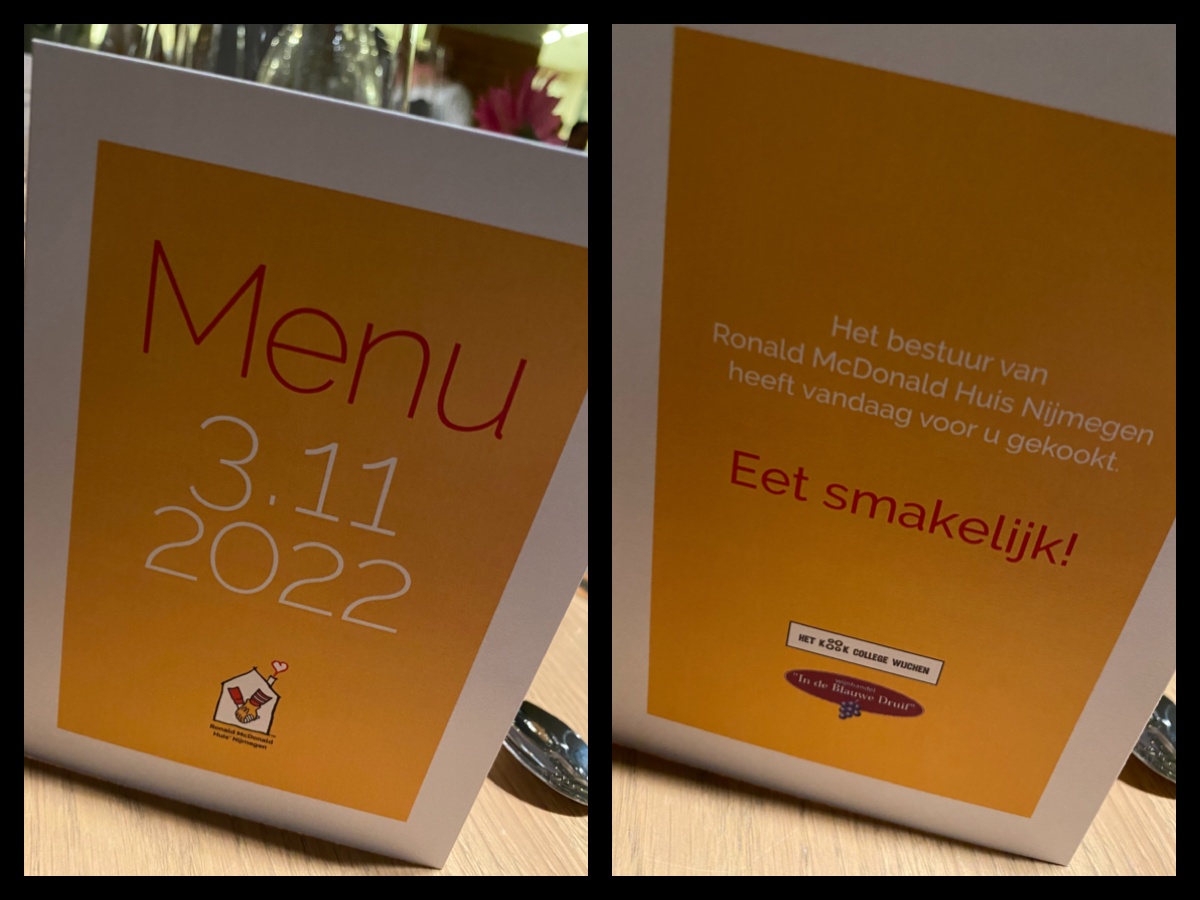 Menu
3.11
2022
Ronald McDonald
Huis Nijmegen
Het bestuur van
Ronald McDonald Huis Nijmegen
heeft vandaag voor u gekookt.
Eet smakelijk!
HET KOOK COLLEGE WIJCHEN
wijnhandel
"In de Blauwe Druif"